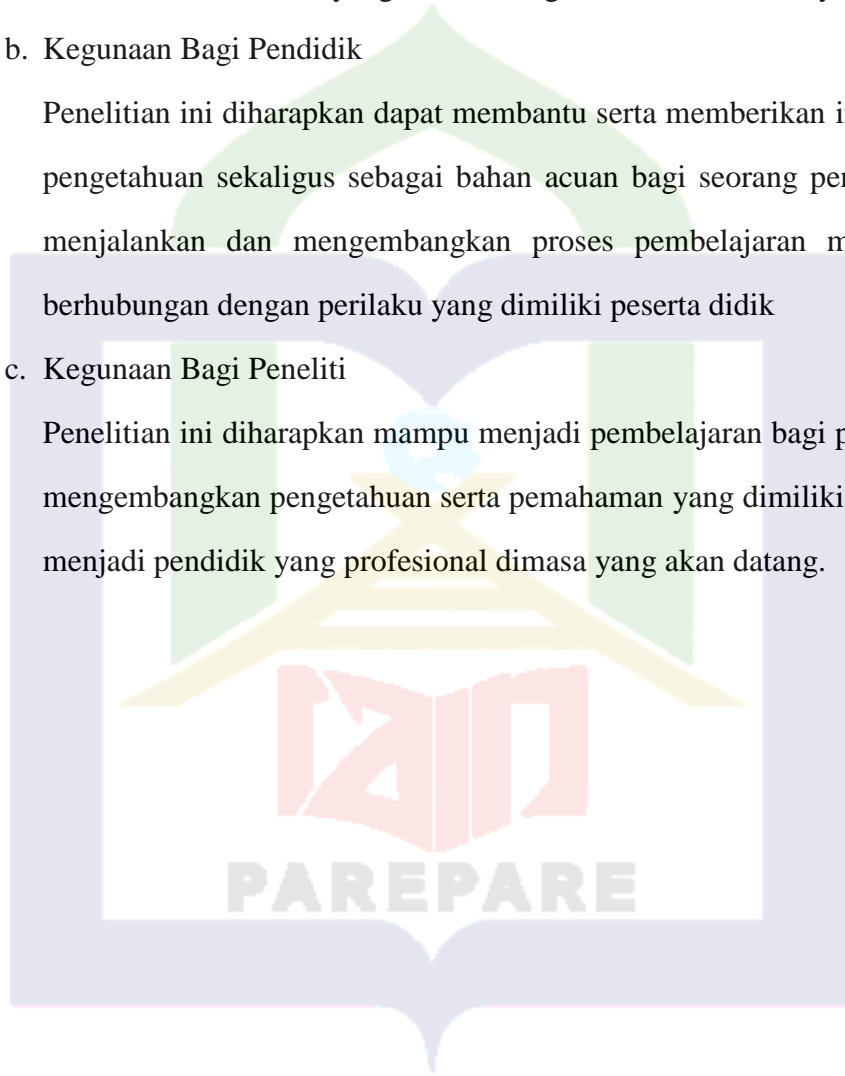 b. Kegunaan Bagi Pendidik
Penelitian ini diharapkan dapat membantu serta memberikan
pengetahuan sekaligus sebagai bahan acuan bagi seorang
menjalankan dan mengembangkan proses pembelajaran
berhubungan dengan perilaku yang dimiliki peserta didik
c. Kegunaan Bagi Peneliti
Penelitian ini diharapkan mampu menjadi pembelajaran bagi
mengembangkan pengetahuan serta pemahaman yang dimiliki
menjadi pendidik yang profesional dimasa yang akan datang.
iain
PAREPARE